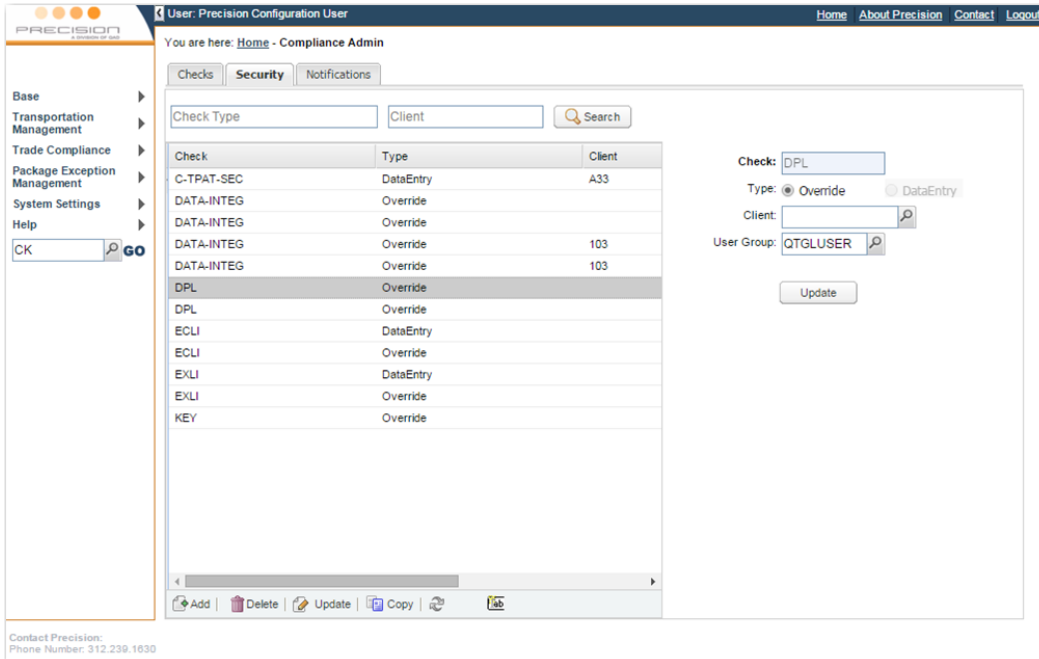 User: Precision Configuration User Home About Precision Contact Logout
PRECISION
You are here: Home - Compliance Admin
Checks Security Notifications
Base
Transportation
Management
Trade Compliance
Package Exception
Management
System Settings
Help
CK GO
Check Type Client Search
Check Type Client
C-TPAT-SEC DataEntry A33
DATA-INTEG Override
DATA-INTEG Override
DATA-INTEG Override 103
DATA-INTEG Override 103
DPL Override
DPL Override
ECLI DataEntry
ECLI Override
EXLI DataEntry
EXLI Override
KEY Override
Check: DPL
Type: Override DataEntry
Client:
User Group: QTGLUSER
Update
Add | Delete | Update | Copy |
Contact Precision:
Phone Number: 312.239.1630